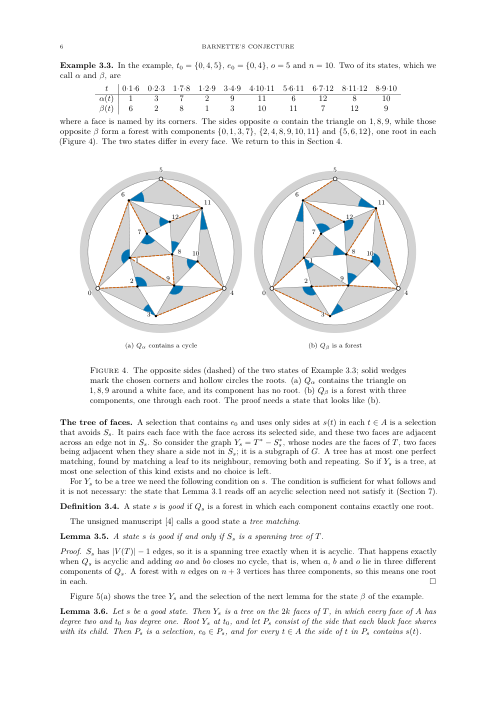 6 BARNETTE'S CONJECTURE
Example 3.3. In the example, t₀ = {0, 4, 5}, e₀ = {0, 4}, o = 5 and n = 10. Two of its states, which we
call α and β, are
t 0·1·6 0·2·3 1·7·8 1·2·9 3·4·9 4·10·11 5·6·11 6·7·12 8·11·12 8·9·10
α(t) 1 3 7 2 9 11 6 12 8 10
β(t) 6 2 8 1 3 10 11 7 12 9
where a face is named by its corners. The sides opposite α contain the triangle on 1, 8, 9, while those
opposite β form a forest with components {0, 1, 3, 7}, {2, 4, 8, 9, 10, 11} and {5, 6, 12}, one root in each
(Figure 4). The two states differ in every face. We return to this in Section 4.
5 5
6 11 6 11
12 12
7 7
8 10 8 10
1 1
2 9 2 9
0 4 0 4
3 3
(a) Qα contains a cycle (b) Qβ is a forest
Figure 4. The opposite sides (dashed) of the two states of Example 3.3; solid wedges
mark the chosen corners and hollow circles the roots. (a) Qα contains the triangle on
1, 8, 9 around a white face, and its component has no root. (b) Qβ is a forest with three
components, one through each root. The proof needs a state that looks like (b).
The tree of faces. A selection that contains e₀ and uses only sides at s(t) in each t ∈ A is a selection
that avoids Sₛ. It pairs each face with the face across its selected side, and these two faces are adjacent
across an edge not in Sₛ. So consider the graph Yₛ = T* − Sₛ*, whose nodes are the faces of T, two faces
being adjacent when they share a side not in Sₛ; it is a subgraph of G. A tree has at most one perfect
matching, found by matching a leaf to its neighbour, removing both and repeating. So if Yₛ is a tree, at
most one selection of this kind exists and no choice is left.
For Yₛ to be a tree we need the following condition on s. The condition is sufficient for what follows and
it is not necessary: the state that Lemma 3.1 reads off an acyclic selection need not satisfy it (Section 7).
Definition 3.4. A state s is good if Qₛ is a forest in which each component contains exactly one root.
The unsigned manuscript [4] calls a good state a tree matching.
Lemma 3.5. A state s is good if and only if Sₛ is a spanning tree of T.
Proof. Sₛ has |V(T)| − 1 edges, so it is a spanning tree exactly when it is acyclic. That happens exactly
when Qₛ is acyclic and adding ao and bo closes no cycle, that is, when a, b and o lie in three different
components of Qₛ. A forest with n edges on n + 3 vertices has three components, so this means one root
in each. □
Figure 5(a) shows the tree Yₛ and the selection of the next lemma for the state β of the example.
Lemma 3.6. Let s be a good state. Then Yₛ is a tree on the 2k faces of T, in which every face of A has
degree two and t₀ has degree one. Root Yₛ at t₀, and let Pₛ consist of the side that each black face shares
with its child. Then Pₛ is a selection, e₀ ∈ Pₛ, and for every t ∈ A the side of t in Pₛ contains s(t).